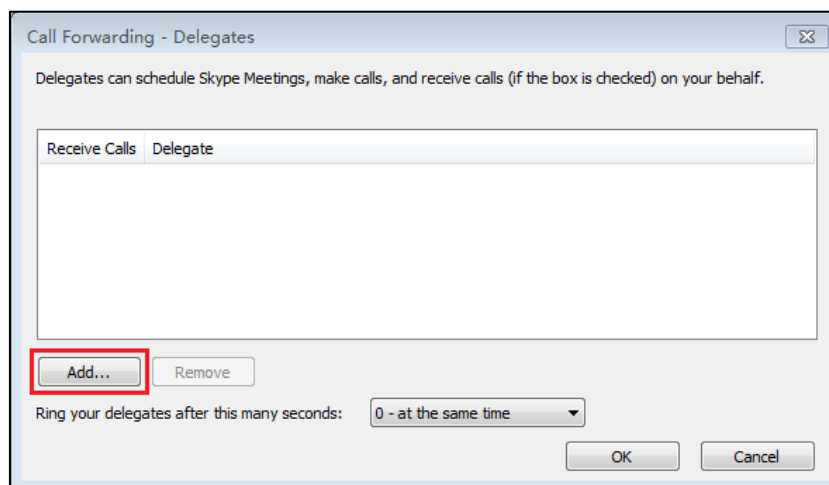 Call Forwarding - Delegates
Delegates can schedule Skype Meetings, make calls, and receive calls (if the box is checked) on your behalf.
Receive Calls Delegate
Add... Remove
Ring your delegates after this many seconds: 0 - at the same time
OK Cancel